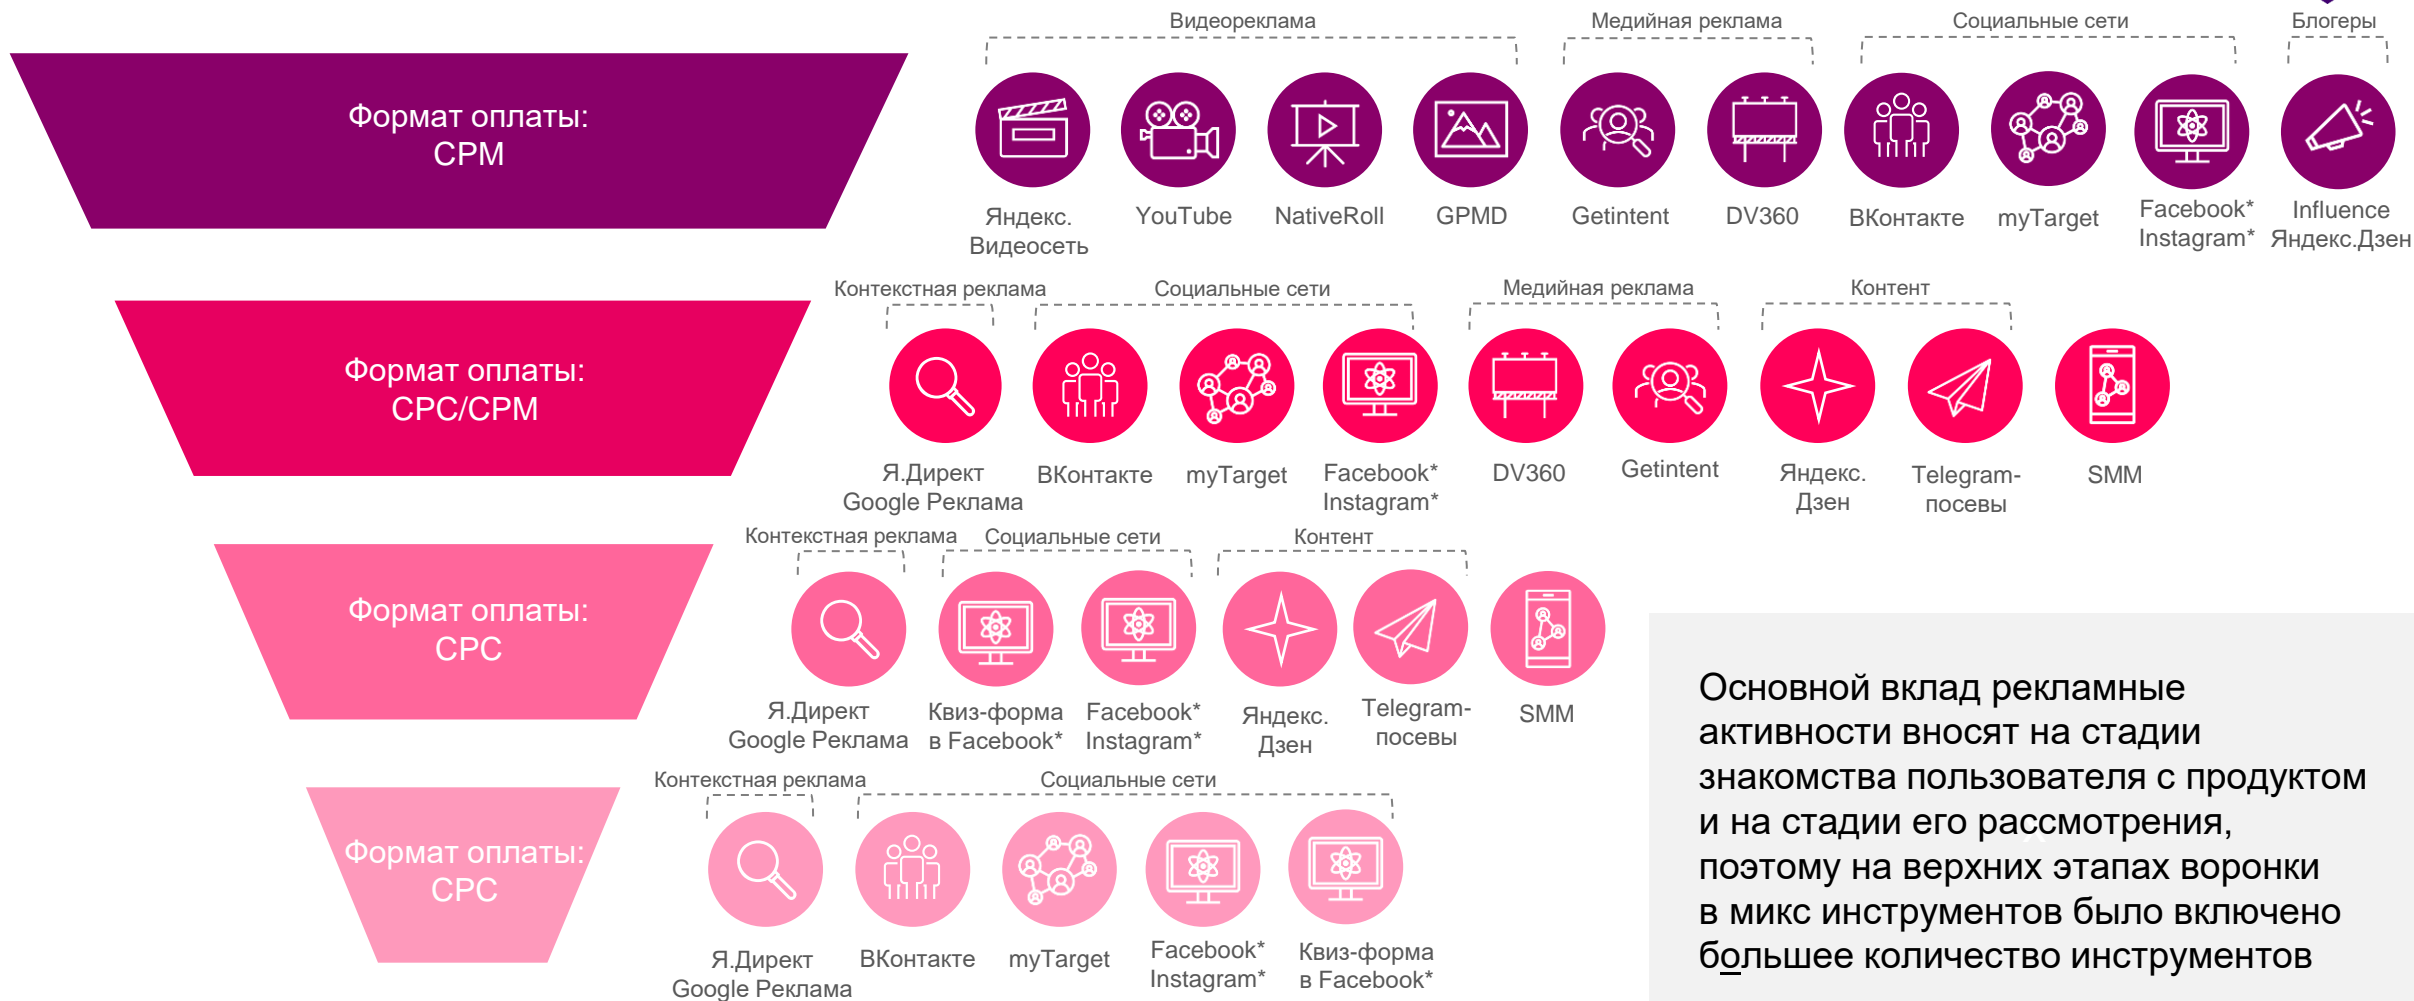 Видеореклама
Медийная реклама
Социальные сети
Блогеры
Формат оплаты:
CPM
Яндекс.
Видеосеть
YouTube
NativeRoll
GPMD
Getintent
DV360
ВКонтакте
myTarget
Facebook*
Instagram*
Influence
Яндекс.Дзен
Контекстная реклама
Социальные сети
Медийная реклама
Контент
Формат оплаты:
CPC/CPM
Я.Директ
Google Реклама
ВКонтакте
myTarget
Facebook*
Instagram*
DV360
Getintent
Яндекс.
Дзен
Telegram-
посевы
SMM
Контекстная реклама
Социальные сети
Контент
Формат оплаты:
CPC
Я.Директ
Google Реклама
Квиз-форма
в Facebook*
Facebook*
Instagram*
Яндекс.
Дзен
Telegram-
посевы
SMM
Контекстная реклама
Социальные сети
Формат оплаты:
CPC
Я.Директ
Google Реклама
ВКонтакте
myTarget
Facebook*
Instagram*
Квиз-форма
в Facebook*
Основной вклад рекламные
активности вносят на стадии
знакомства пользователя с продуктом
и на стадии его рассмотрения,
поэтому на верхних этапах воронки
в микс инструментов было включено
большее количество инструментов